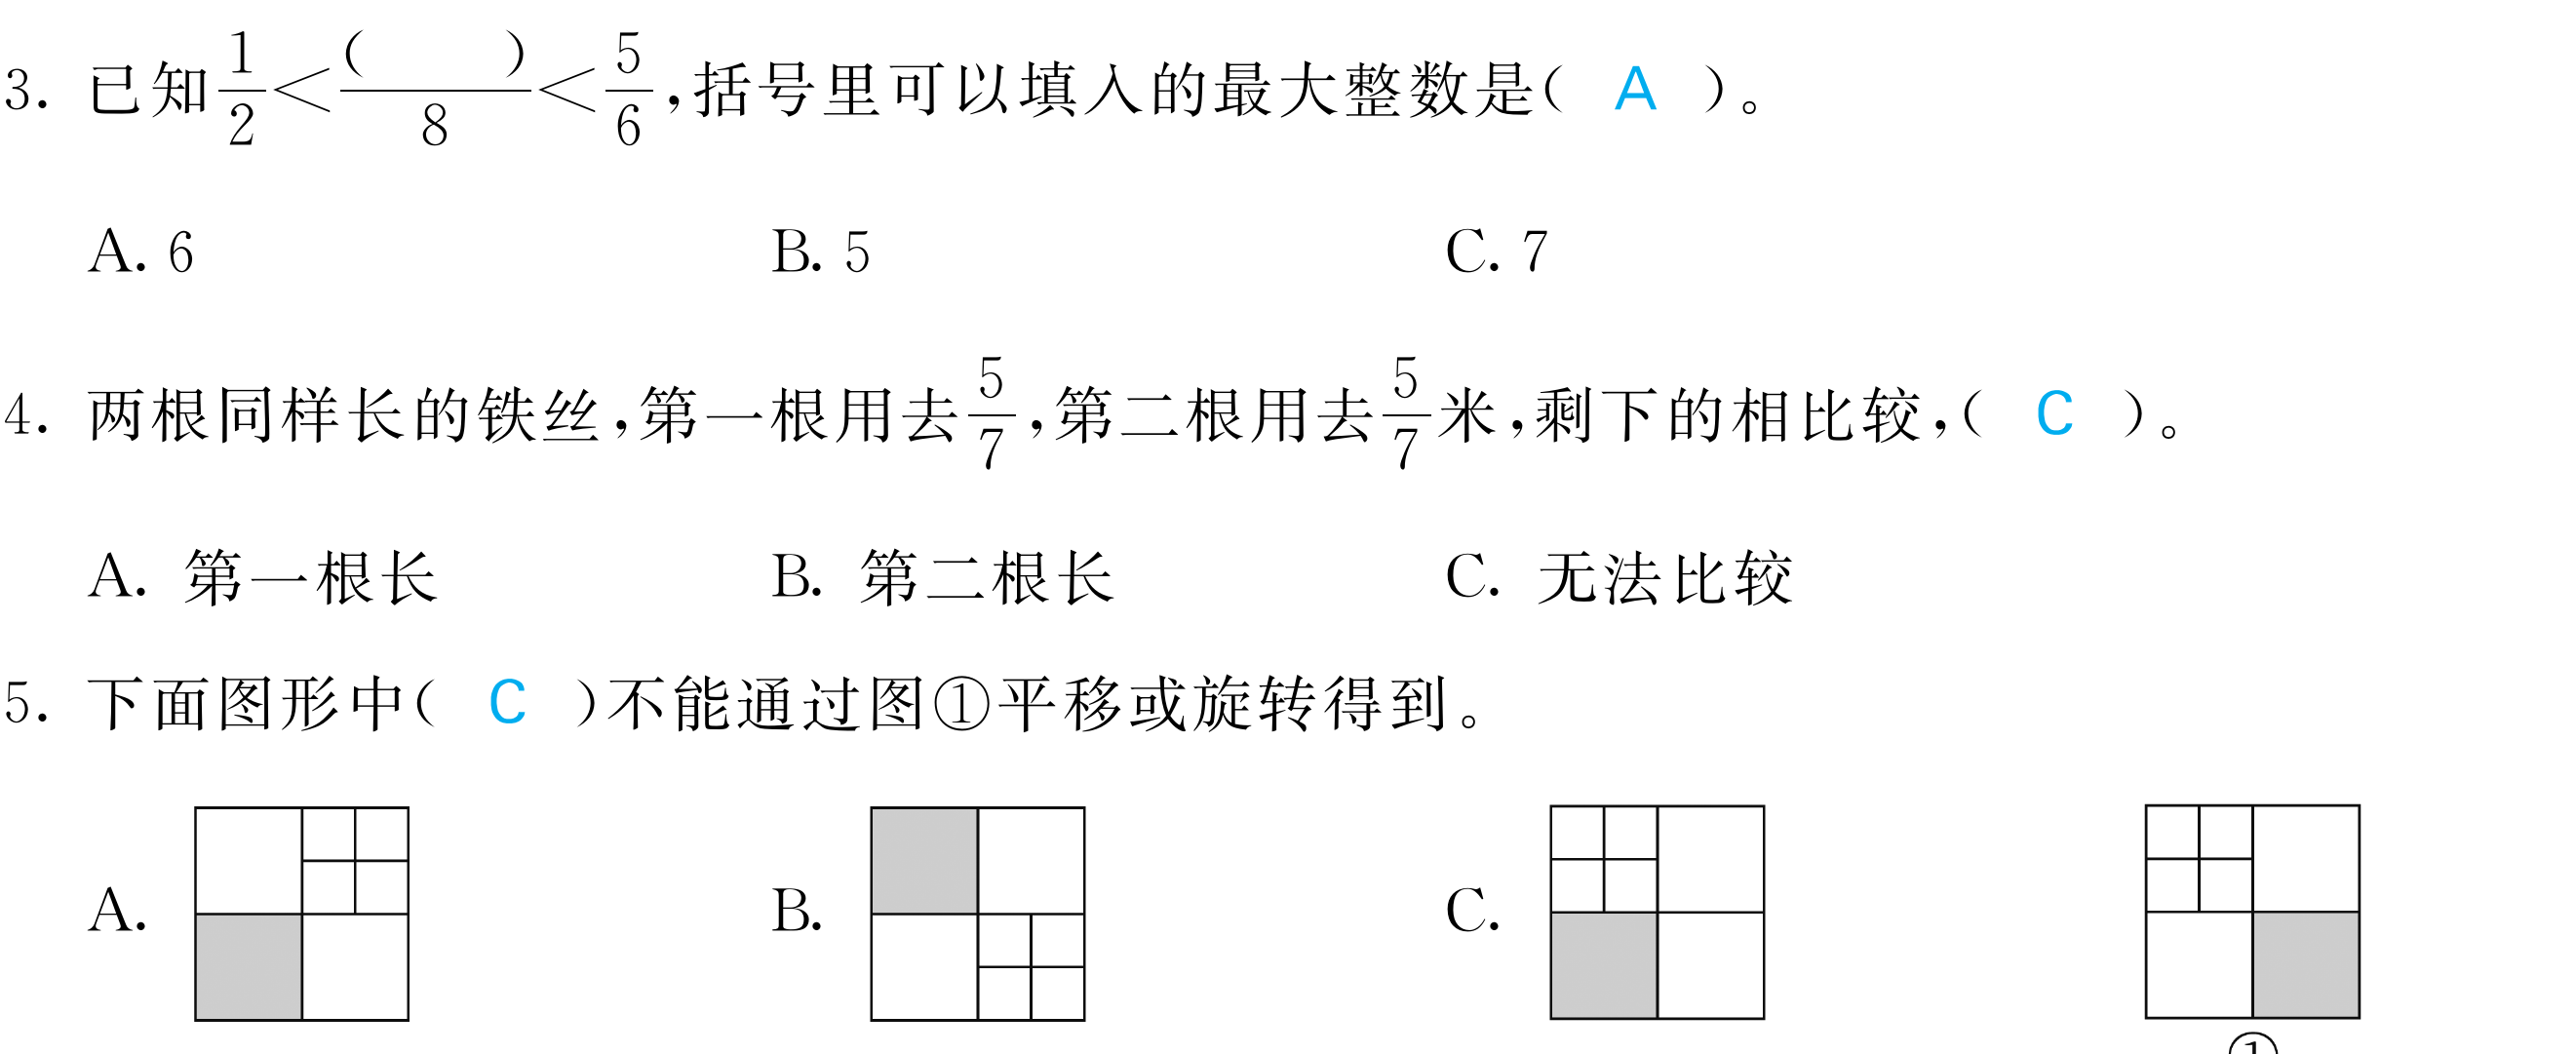 3. 已知1/2<(  )/8<5/6,括号里可以填入的最大整数是( A )。
A. 6 B. 5 C. 7
4. 两根同样长的铁丝,第一根用去5/7,第二根用去5/7米,剩下的相比较,( C )。
A. 第一根长 B. 第二根长 C. 无法比较
5. 下面图形中( C )不能通过图①平移或旋转得到。
A. B. C.
①